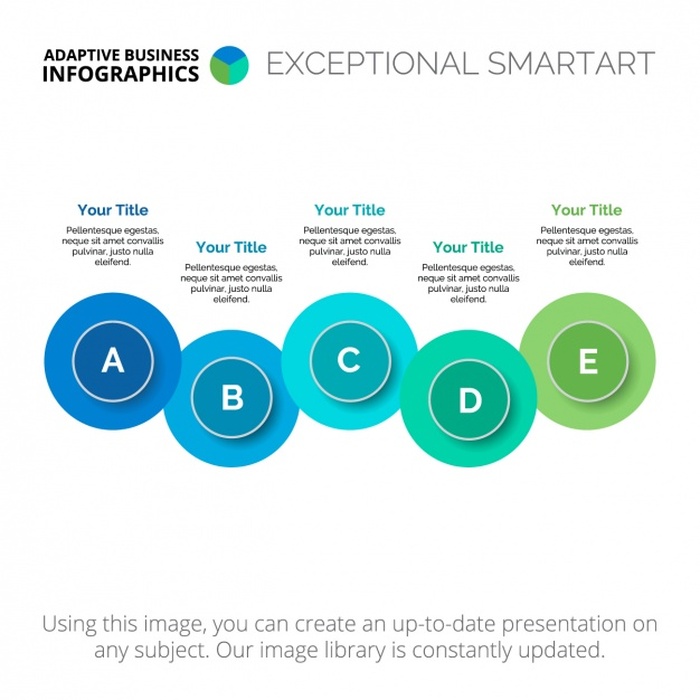 ADAPTIVE BUSINESS
INFOGRAPHICS
EXCEPTIONAL SMARTART
Your Title
Pellentesque egestas,
neque sit amet convallis
pulvinar, justo nulla
eleifend.
Your Title
Pellentesque egestas,
neque sit amet convallis
pulvinar, justo nulla
eleifend.
Your Title
Pellentesque egestas,
neque sit amet convallis
pulvinar, justo nulla
eleifend.
Your Title
Pellentesque egestas,
neque sit amet convallis
pulvinar, justo nulla
eleifend.
Your Title
Pellentesque egestas,
neque sit amet convallis
pulvinar, justo nulla
eleifend.
A
B
C
D
E
Using this image, you can create an up-to-date presentation on
any subject. Our image library is constantly updated.